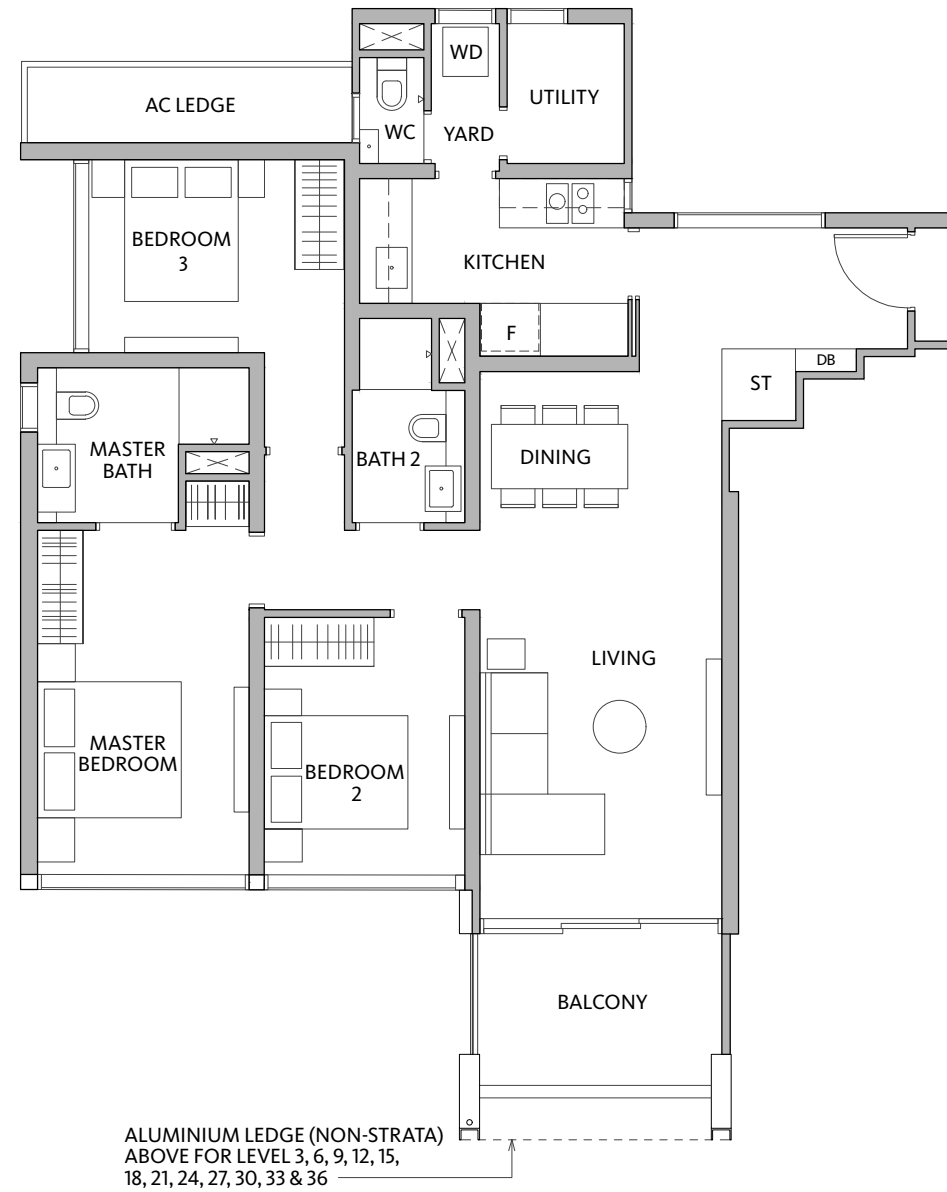 WD
AC LEDGE
UTILITY
WC
YARD
BEDROOM
3
KITCHEN
F
DB
ST
MASTER
BATH
BATH 2
DINING
LIVING
MASTER
BEDROOM
BEDROOM
2
BALCONY
ALUMINIUM LEDGE (NON-STRATA)
ABOVE FOR LEVEL 3, 6, 9, 12, 15,
18, 21, 24, 27, 30, 33 & 36